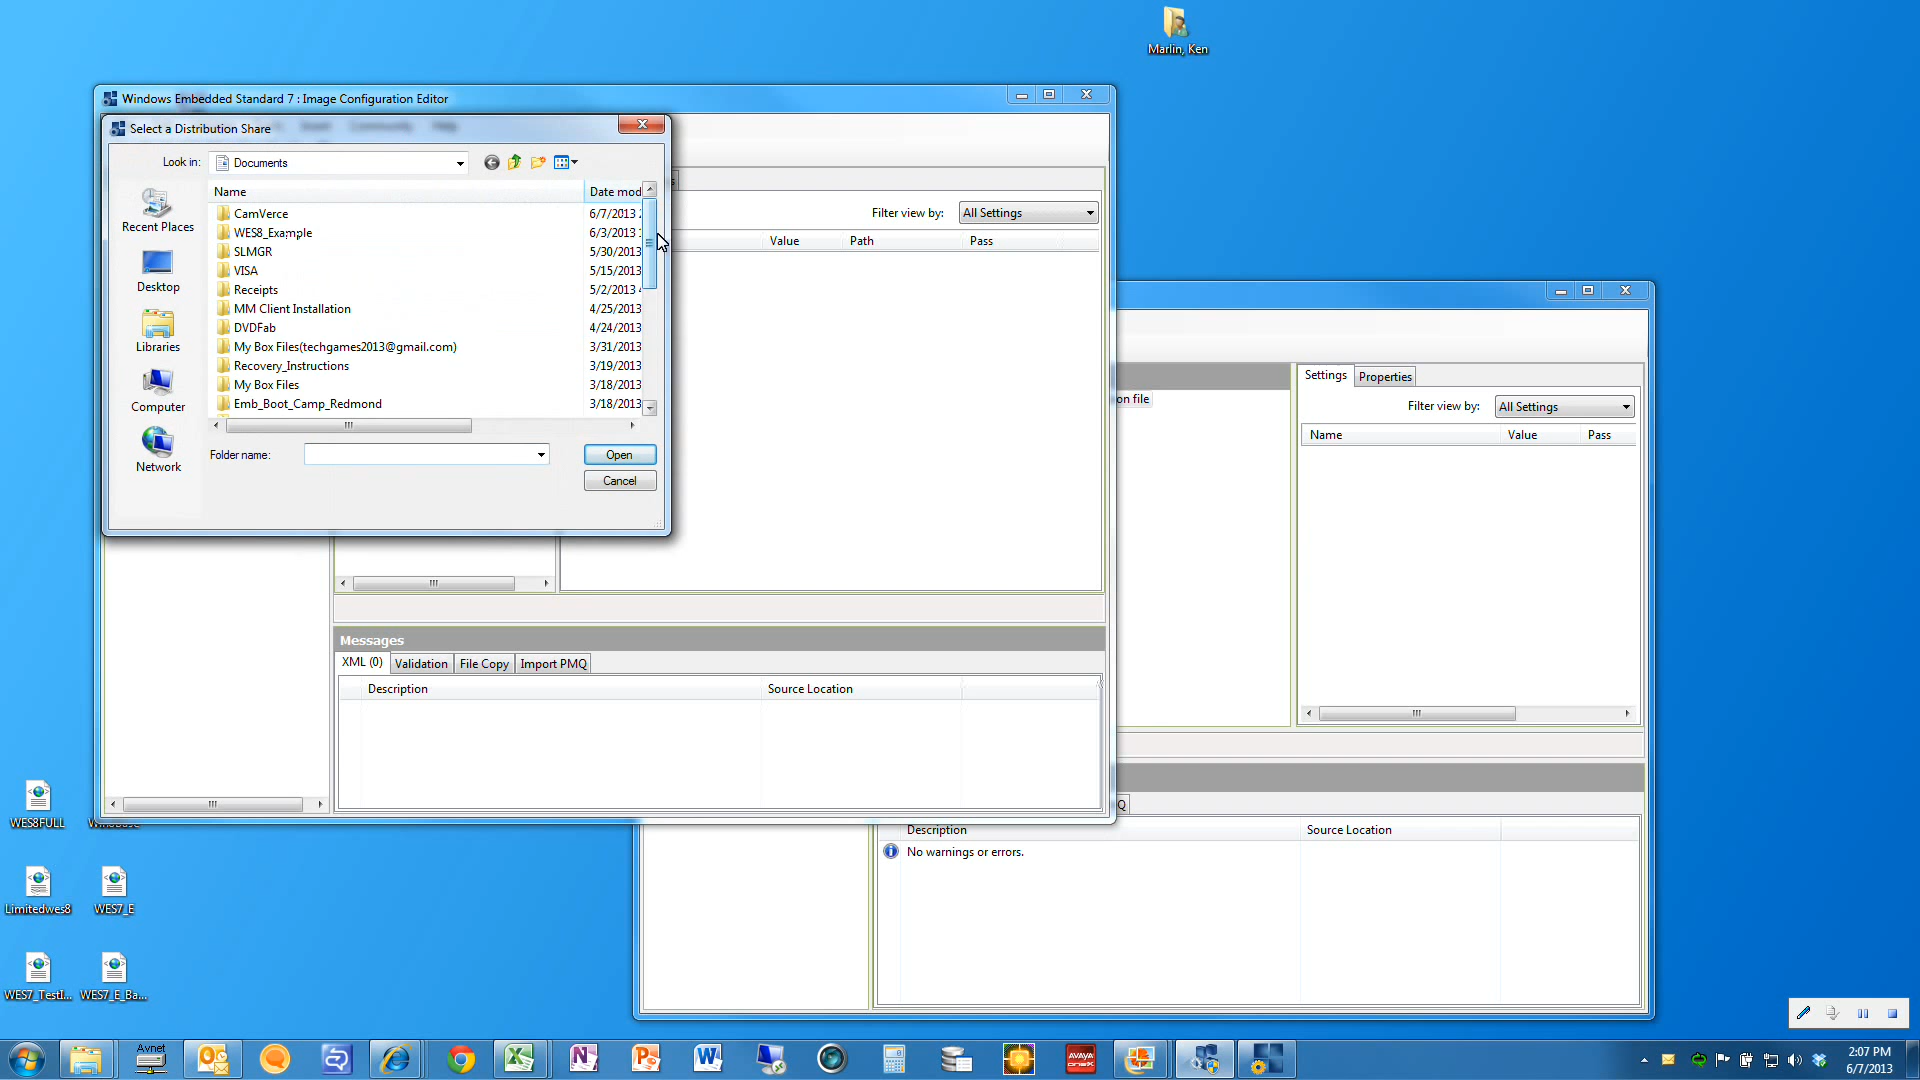 Marlin, Ken
Windows Embedded Standard 7 : Image Configuration Editor
Select a Distribution Share
Insert Community Help
Look in: Documents
Name Date mod
CamVerce 6/7/2013
WES8_Example 6/3/2013
SLMGR 5/30/2013
VISA 5/15/2013
Receipts 5/2/2013
MM Client Installation 4/25/2013
DVDFab 4/24/2013
My Box Files(techgames2013@gmail.com) 3/31/2013
Recovery_Instructions 3/19/2013
My Box Files 3/18/2013
Emb_Boot_Camp_Redmond 3/18/2013
Recent Places
Desktop
Libraries
Computer
Network
Folder name:
Open
Cancel
Filter view by: All Settings
Value Path Pass
Messages
XML (0) Validation File Copy Import PMQ
Description Source Location
on file
Settings Properties
Filter view by: All Settings
Name Value Pass
Q
Description Source Location
No warnings or errors.
WES8FULL
Limitedwes8 WES7_E
WES7_TestI... WES7_E_Ba...
Avnet
AVAYA
2:07 PM
6/7/2013